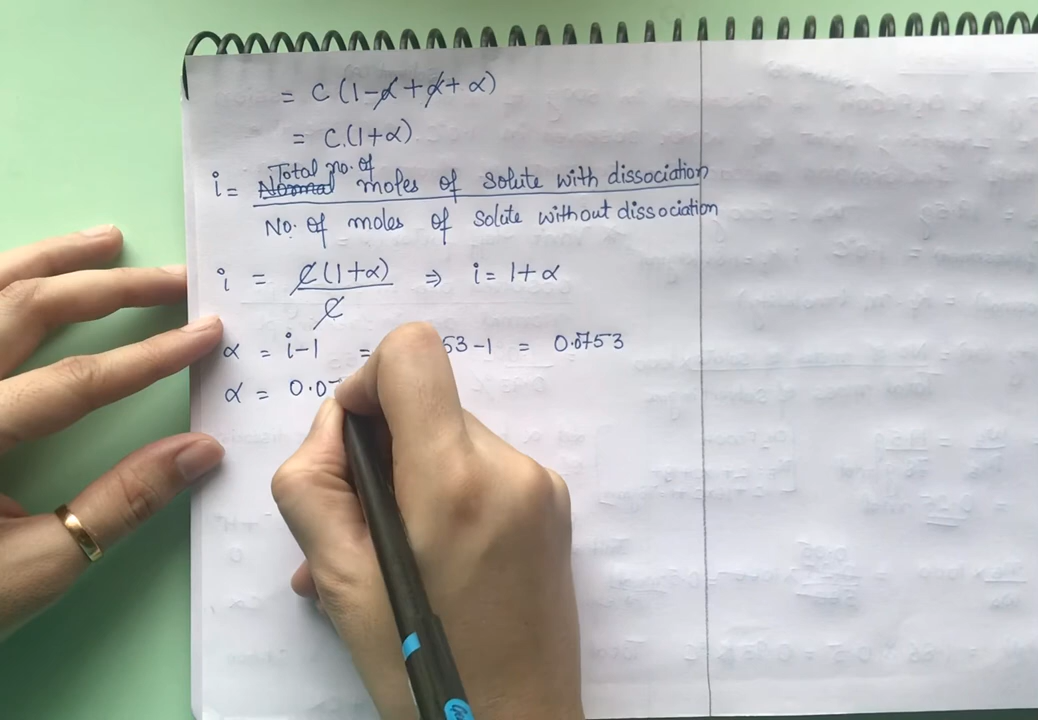 = C (1-α+α+α)
= C.(1+α)
Total no. of
i = Normal moles of solute with dissociation
No. of moles of solute without dissociation
i = C(1+α) ⇒ i = 1+α
C
α = i-1 = 53-1 = 0.0753
α = 0.07